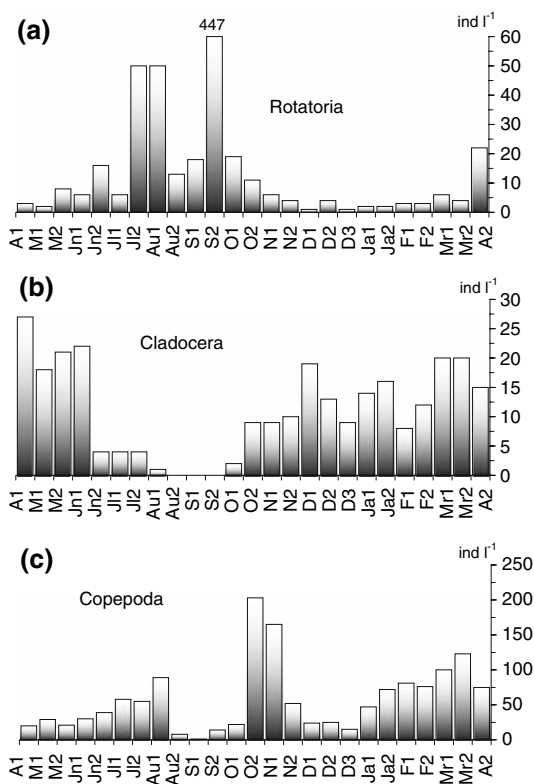 (a)
447
ind l⁻¹
Rotatoria
60
50
40
30
20
10
0
A1 M1 M2 Jn1 Jn2 Jl1 Jl2 Au1 Au2 S1 S2 O1 O2 N1 N2 D1 D2 D3 Ja1 Ja2 F1 F2 Mr1 Mr2 A2
(b)
ind l⁻¹
Cladocera
30
25
20
15
10
5
0
A1 M1 M2 Jn1 Jn2 Jl1 Jl2 Au1 Au2 S1 S2 O1 O2 N1 N2 D1 D2 D3 Ja1 Ja2 F1 F2 Mr1 Mr2 A2
(c)
ind l⁻¹
Copepoda
250
200
150
100
50
0
A1 M1 M2 Jn1 Jn2 Jl1 Jl2 Au1 Au2 S1 S2 O1 O2 N1 N2 D1 D2 D3 Ja1 Ja2 F1 F2 Mr1 Mr2 A2